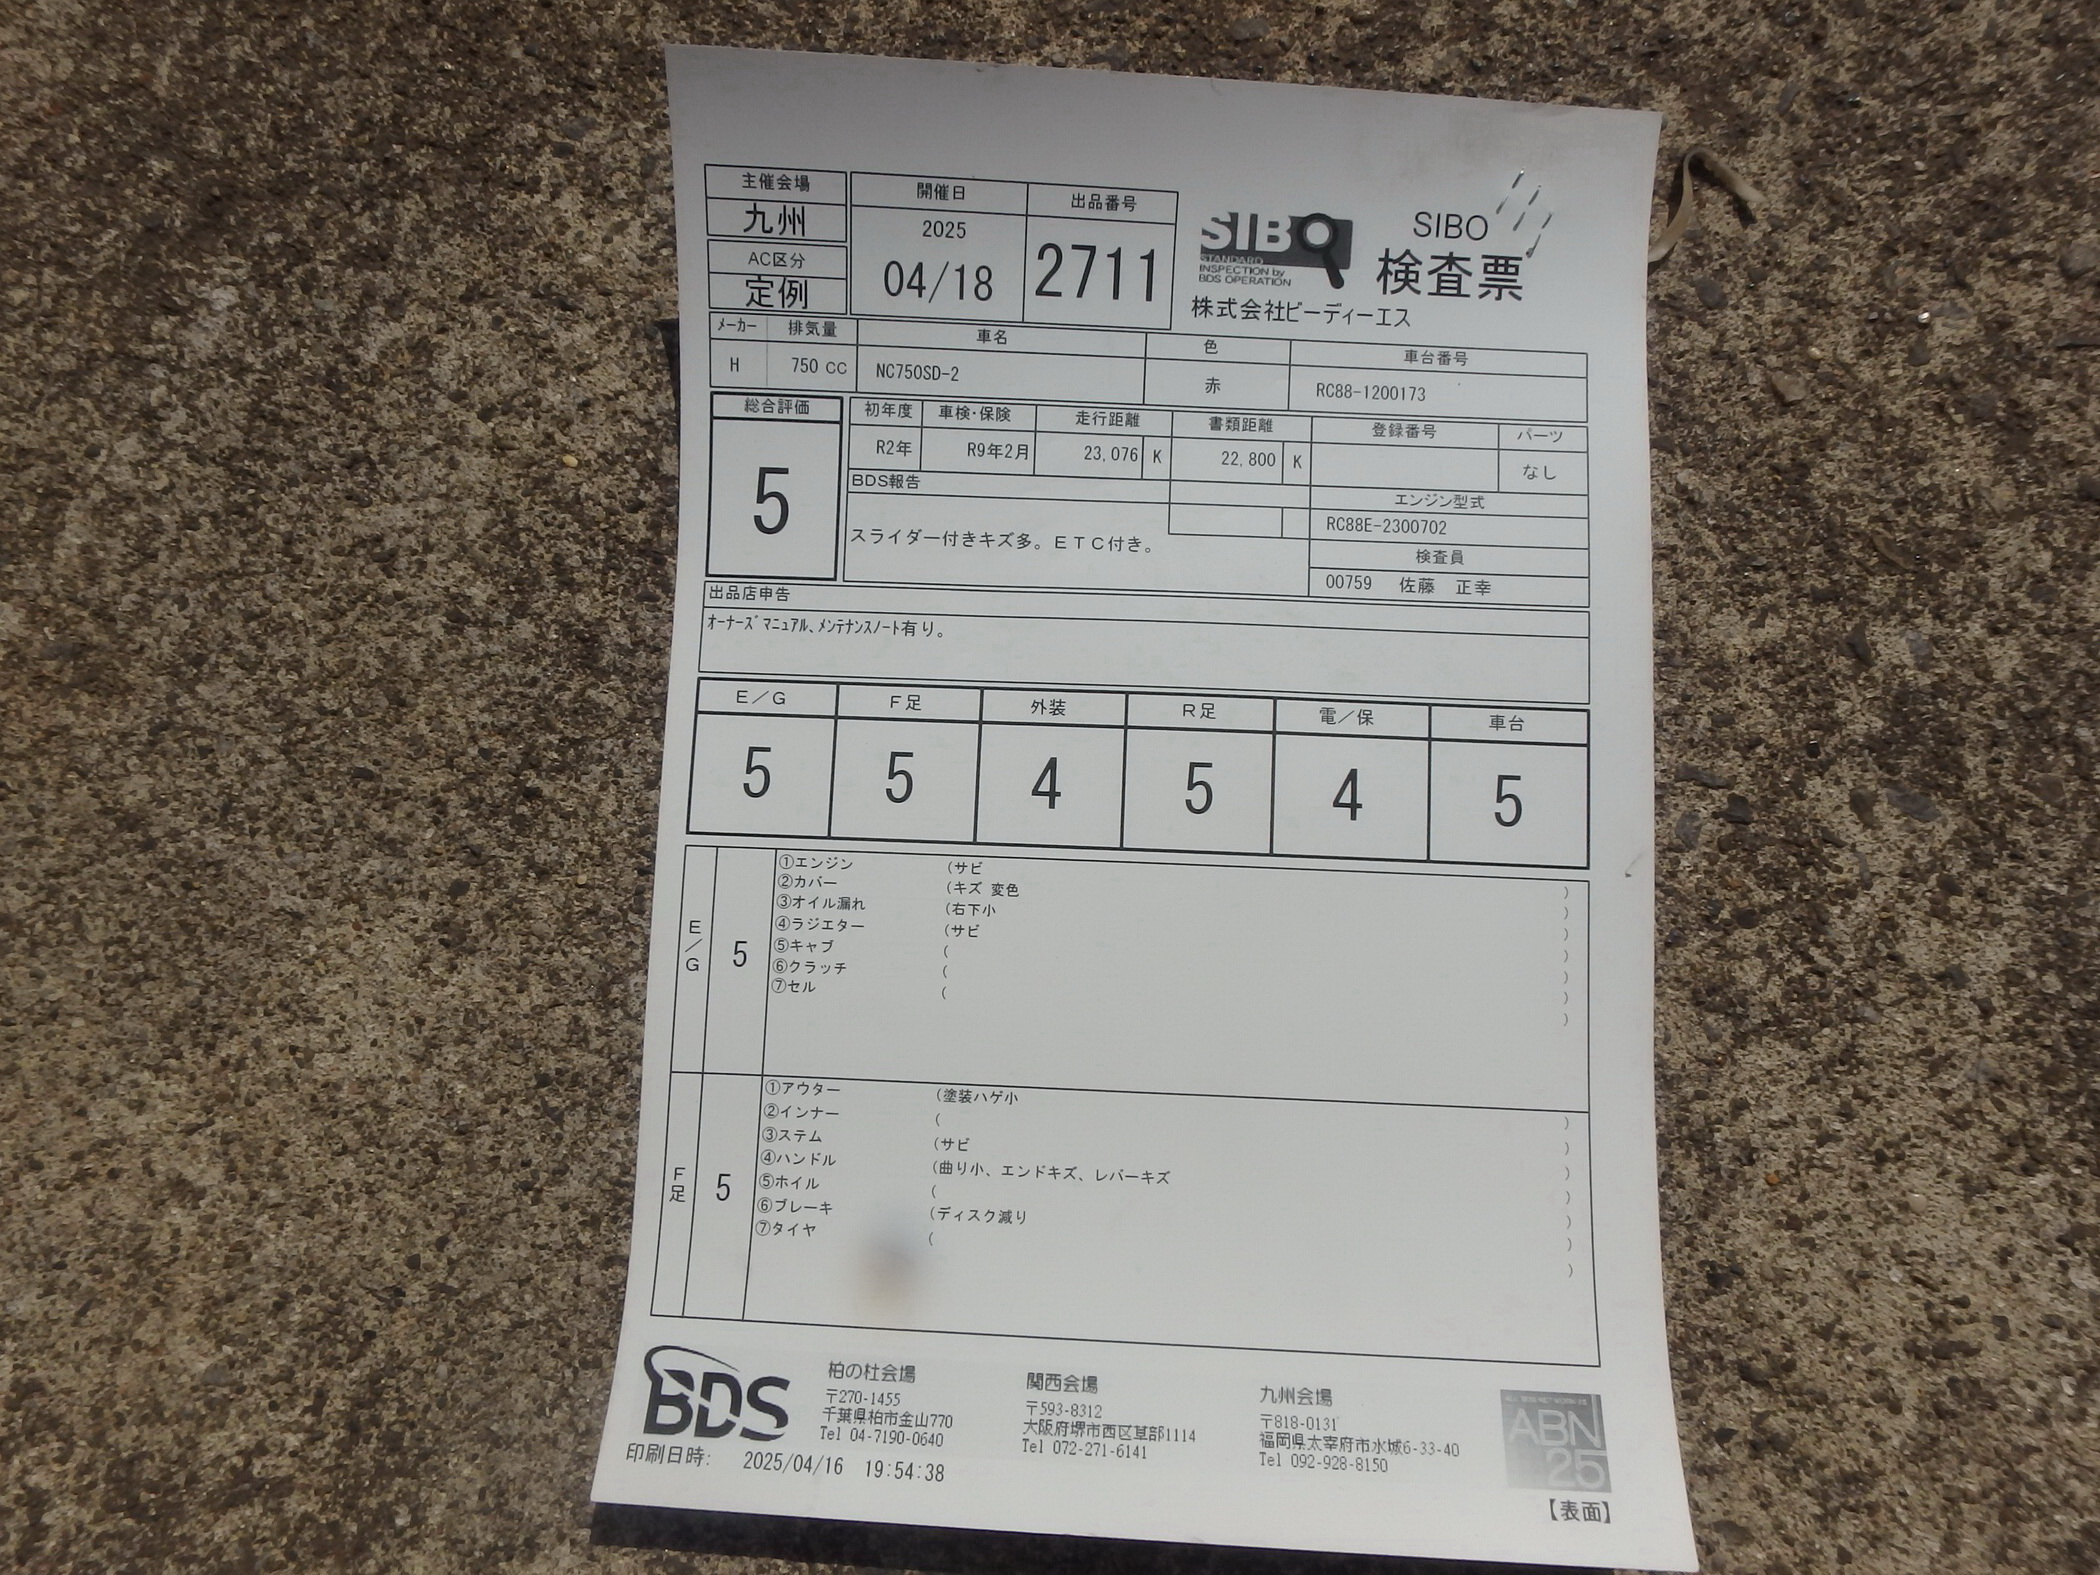 主催会場 開催日 出品番号
九州 2025 04/18 2711
AC区分
定例
SIBO
STANDARD
INSPECTION by
BDS OPERATION
SIBO
検査票
株式会社ビーディーエス
メーカー 排気量 車名 色 車台番号
H 750 CC NC750SD-2 赤 RC88-1200173
総合評価 初年度 車検・保険 走行距離 書類距離 登録番号 パーツ
5 R2年 R9年2月 23,076 K 22,800 K なし
BDS報告 エンジン型式
RC88E-2300702
スライダー付きキズ多。ETC付き。
検査員
00759 佐藤 正幸
出品店申告
オーナーズマニュアル、メンテナンスノート有り。
E/G F足 外装 R足 電/保 車台
5 5 4 5 4 5
E/G 5
①エンジン (サビ )
②カバー (キズ 変色 )
③オイル漏れ (右下小 )
④ラジエター (サビ )
⑤キャブ ( )
⑥クラッチ ( )
⑦セル ( )
F足 5
①アウター (塗装ハゲ小 )
②インナー ( )
③ステム (サビ )
④ハンドル (曲り小、エンドキズ、レバーキズ )
⑤ホイル ( )
⑥ブレーキ (ディスク減り )
⑦タイヤ ( )
BDS
柏の杜会場
〒270-1455
千葉県柏市金山770
Tel 04-7190-0640
関西会場
〒593-8312
大阪府堺市西区草部1114
Tel 072-271-6141
九州会場
〒818-0131
福岡県太宰府市水城6-33-40
Tel 092-928-8150
ABN
25
印刷日時: 2025/04/16 19:54:38
【表面】